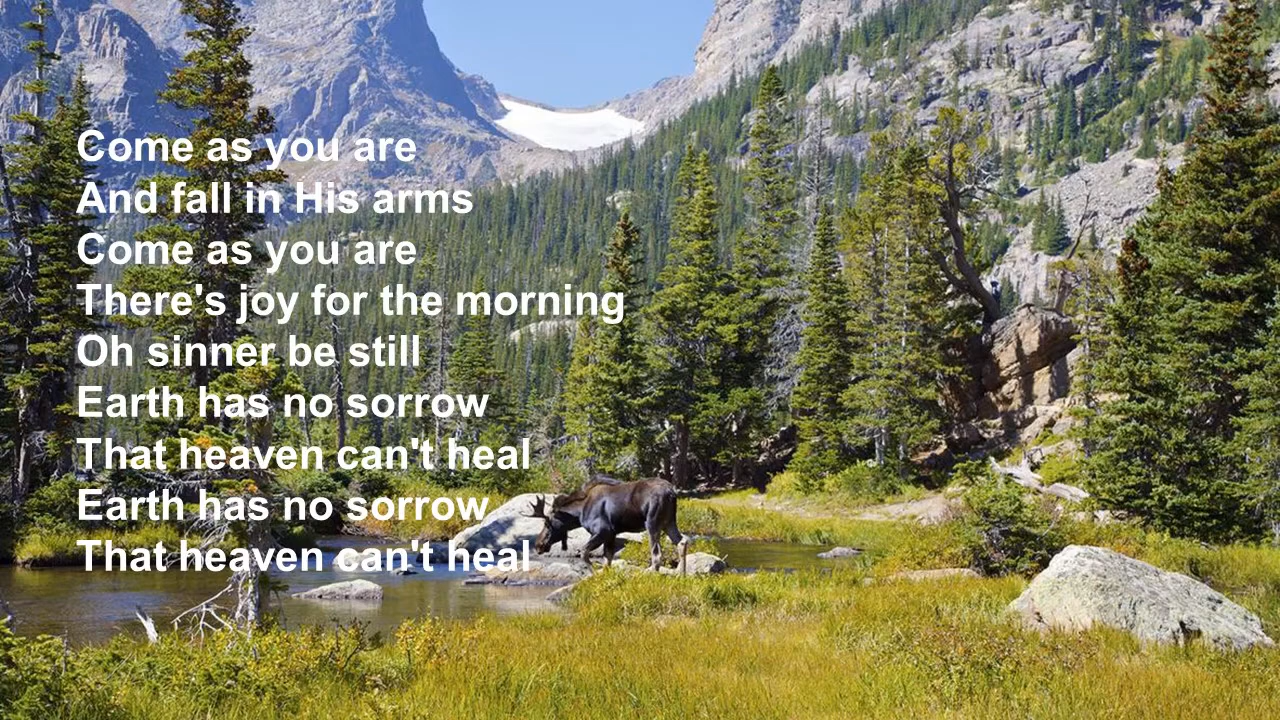 Come as you are
And fall in His arms
Come as you are
There's joy for the morning
Oh sinner be still
Earth has no sorrow
That heaven can't heal
Earth has no sorrow
That heaven can't heal